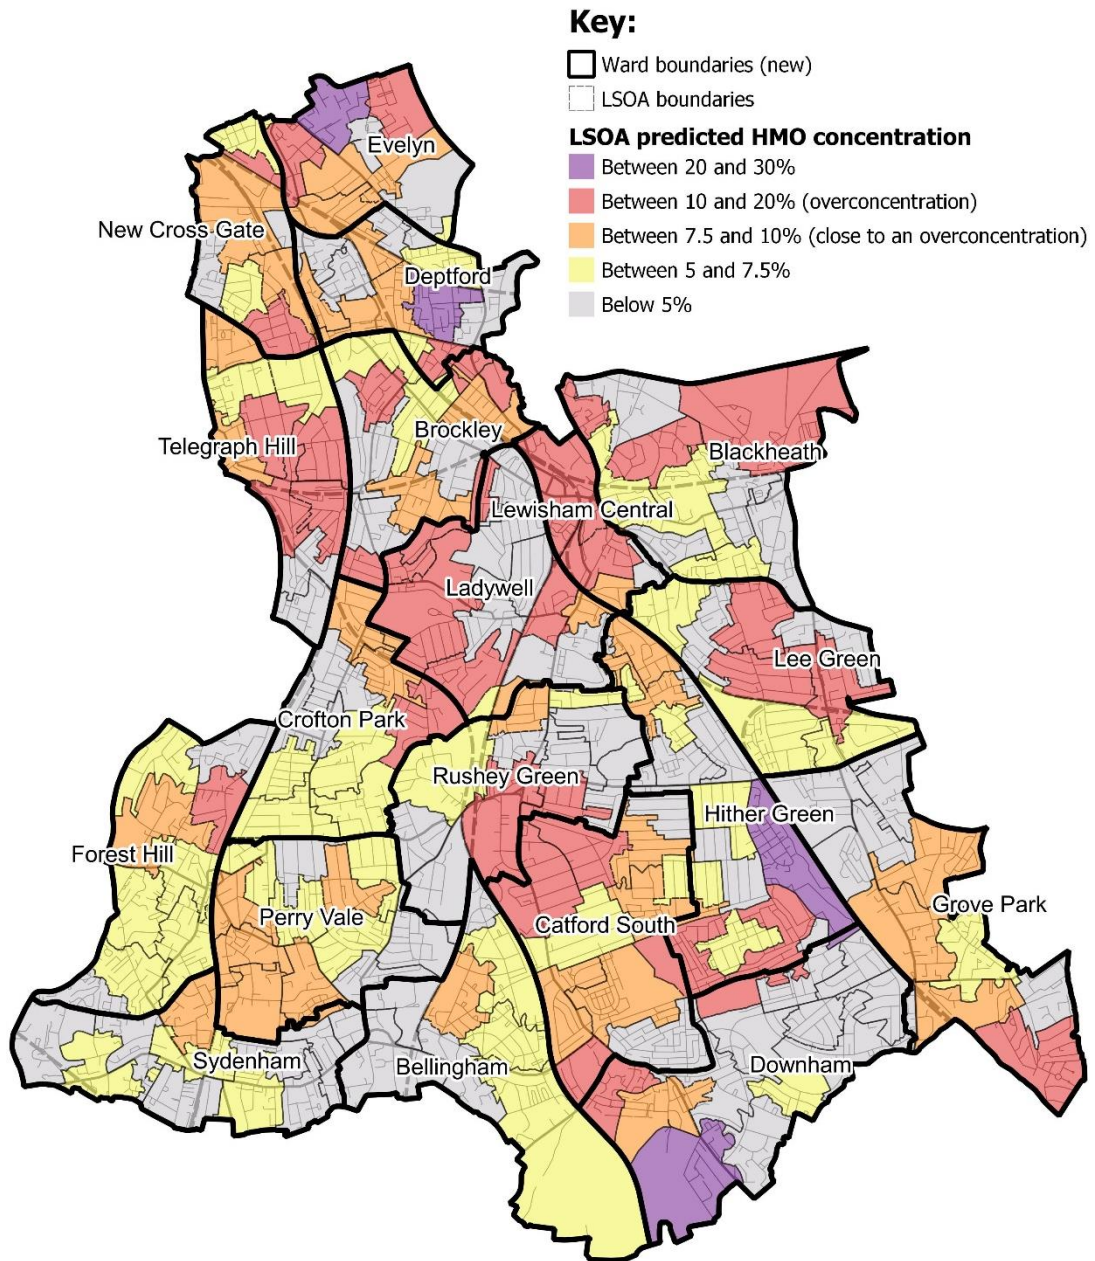 Key:
Ward boundaries (new)
LSOA boundaries
LSOA predicted HMO concentration
Between 20 and 30%
Between 10 and 20% (overconcentration)
Between 7.5 and 10% (close to an overconcentration)
Between 5 and 7.5%
Below 5%
Evelyn
New Cross Gate
Deptford
Brockley
Telegraph Hill
Blackheath
Lewisham Central
Ladywell
Lee Green
Crofton Park
Rushey Green
Hither Green
Forest Hill
Grove Park
Perry Vale
Catford South
Sydenham
Bellingham
Downham